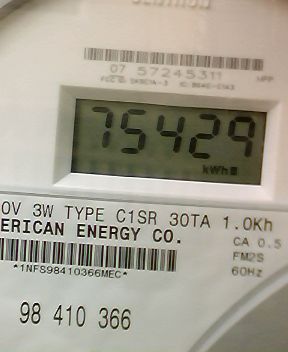 CENTRON
07 57245311
75429
kWh
0V 3W TYPE C1SR 30TA 1.0Kh
ERICAN ENERGY CO.
CA 0.5
*1NFS98410366MEC*
FM2S
60Hz
98 410 366